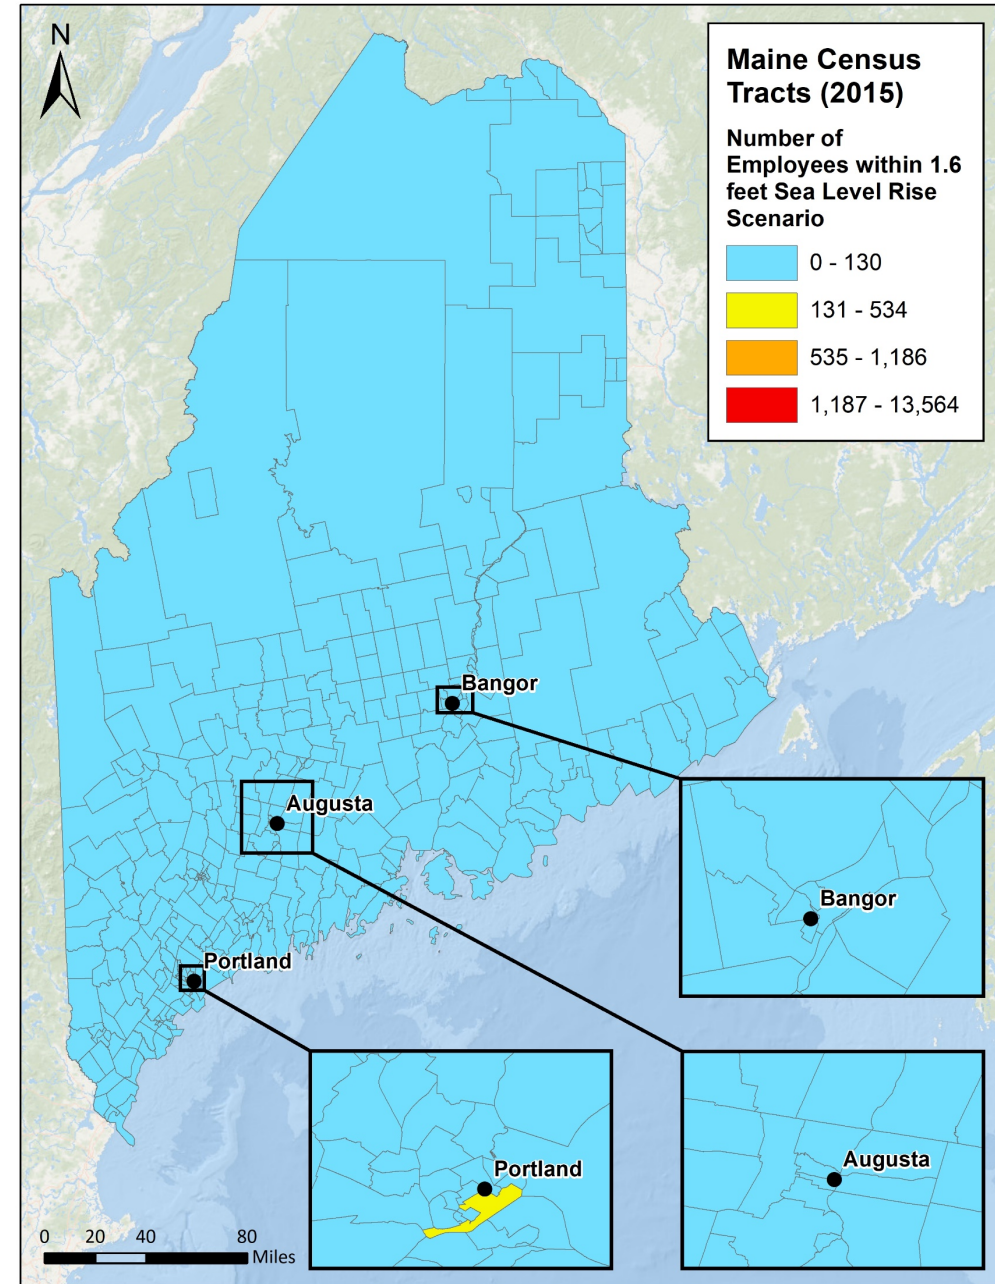 N
Maine Census
Tracts (2015)
Number of
Employees within 1.6
feet Sea Level Rise
Scenario
0 - 130
131 - 534
535 - 1,186
1,187 - 13,564
Bangor
Augusta
Portland
Bangor
Portland
Augusta
0 20 40 80
Miles